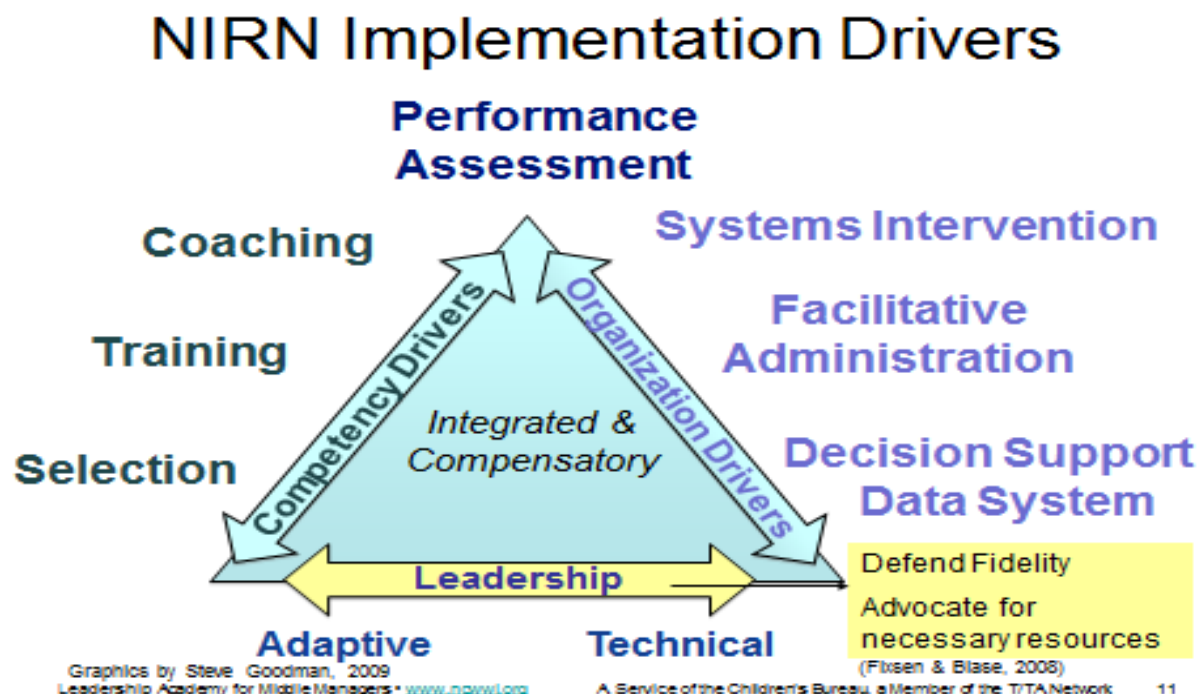 NIRN Implementation Drivers
Performance
Assessment
Coaching
Training
Selection
Systems Intervention
Facilitative
Administration
Decision Support
Data System
Competency Drivers
Organization Drivers
Integrated &
Compensatory
Leadership
Adaptive
Technical
Defend Fidelity
Advocate for
necessary resources
(Fixsen & Blase, 2008)
Graphics by Steve Goodman, 2009
Leadership Academy for Middle Managers • www.ncwwi.org
A Service of the Children's Bureau, a Member of the T/TA Network
11